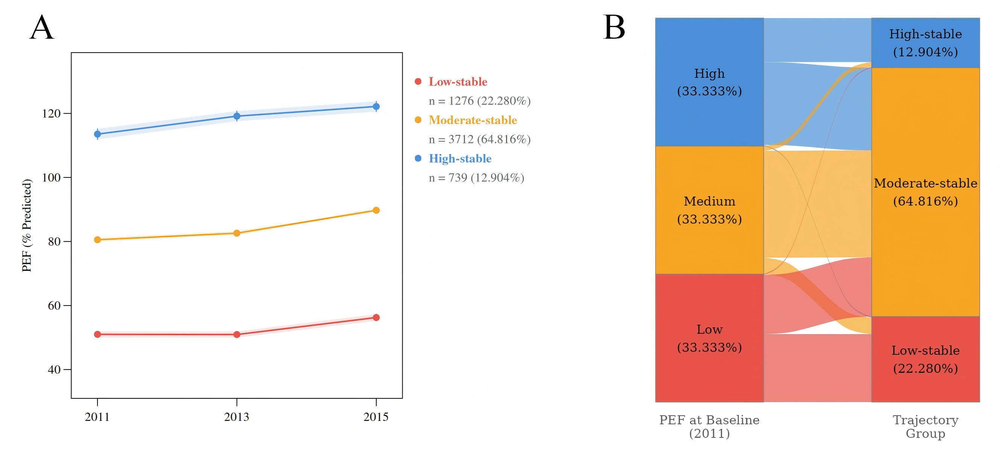 A
PEF (% Predicted)
120
100
80
60
40
2011
2013
2015
Low-stable
n = 1276 (22.280%)
Moderate-stable
n = 3712 (64.816%)
High-stable
n = 739 (12.904%)
B
High
(33.333%)
Medium
(33.333%)
Low
(33.333%)
High-stable
(12.904%)
Moderate-stable
(64.816%)
Low-stable
(22.280%)
PEF at Baseline
(2011)
Trajectory
Group